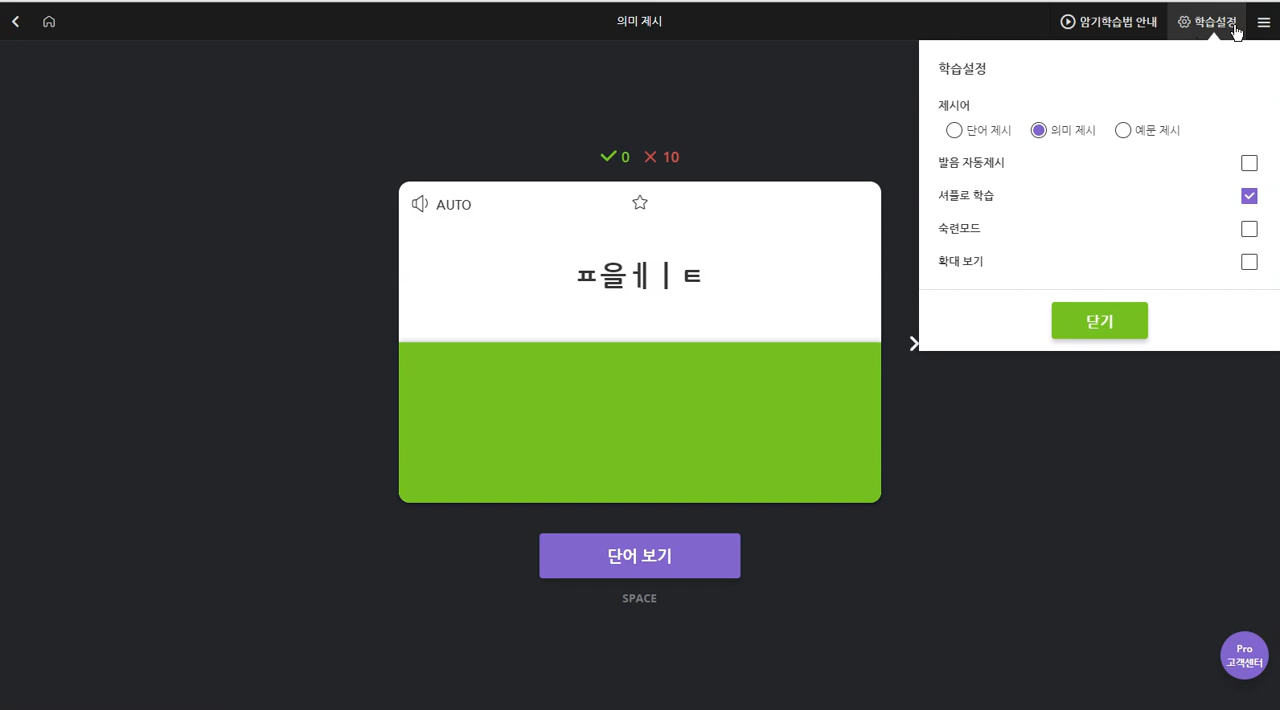 의미 제시
암기학습법 안내
학습설정
학습설정
제시어
단어 제시
의미 제시
예문 제시
발음 자동제시
셔플로 학습
숙련모드
확대 보기
닫기
0
10
AUTO
ㅍ을ㅔㅣㅌ
단어 보기
SPACE
Pro
고객센터